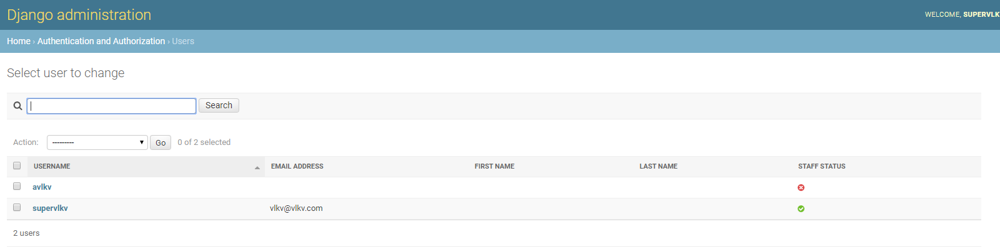 Django administration
WELCOME, SUPERVLK
Home › Authentication and Authorization › Users
Select user to change
Search
Action: --------- Go 0 of 2 selected
USERNAME EMAIL ADDRESS FIRST NAME LAST NAME STAFF STATUS
avlkv
supervlkv vlkv@vlkv.com
2 users